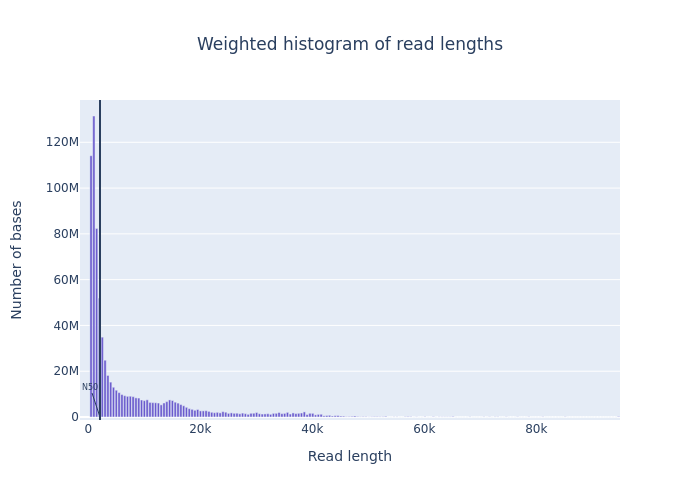 Weighted histogram of read lengths
Number of bases
120M
100M
80M
60M
40M
20M
0
N50
0 20k 40k 60k 80k
Read length